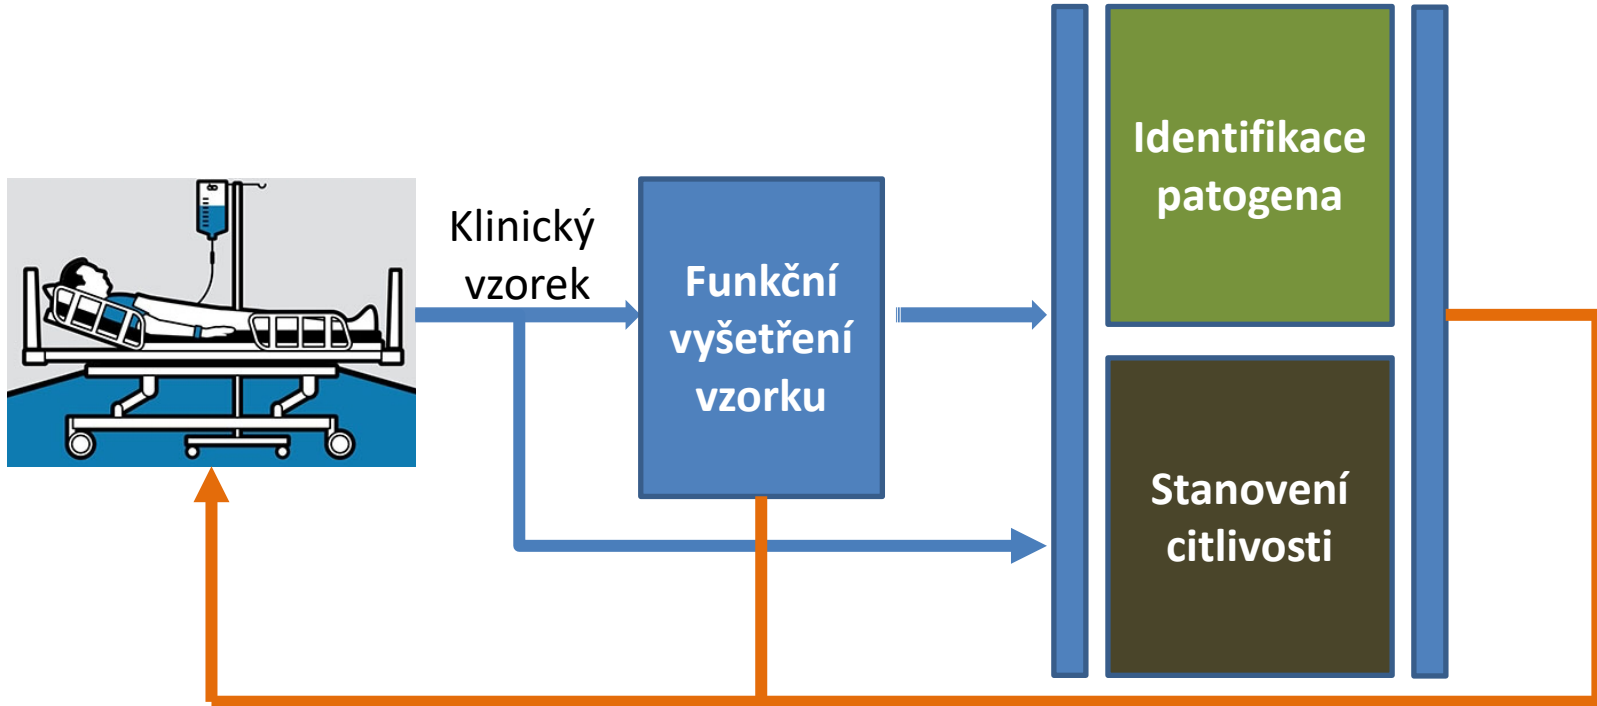 Klinický
vzorek
Funkční
vyšetření
vzorku
Identifikace
patogena
Stanovení
citlivosti